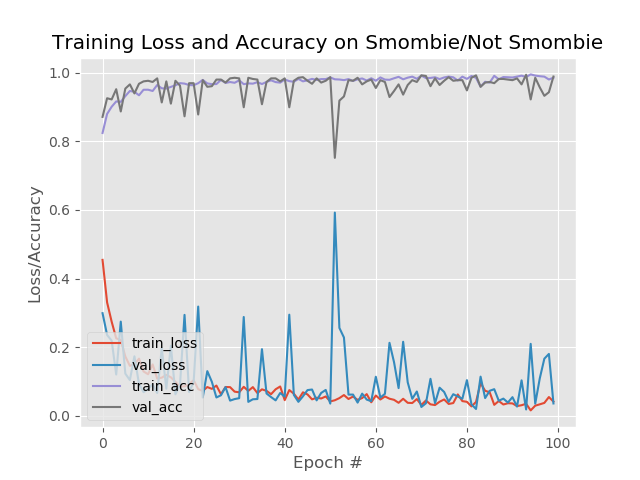 Training Loss and Accuracy on Smombie/Not Smombie
1.0
0.8
0.6
0.4
0.2
0.0
Loss/Accuracy
train_loss
val_loss
train_acc
val_acc
0 20 40 60 80 100
Epoch #